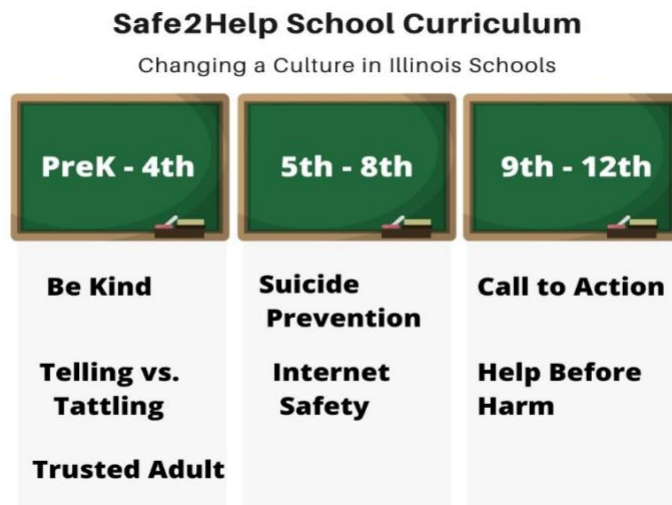 Safe2Help School Curriculum
Changing a Culture in Illinois Schools
PreK - 4th
Be Kind
Telling vs.
Tattling
Trusted Adult
5th - 8th
Suicide
Prevention
Internet
Safety
9th - 12th
Call to Action
Help Before
Harm